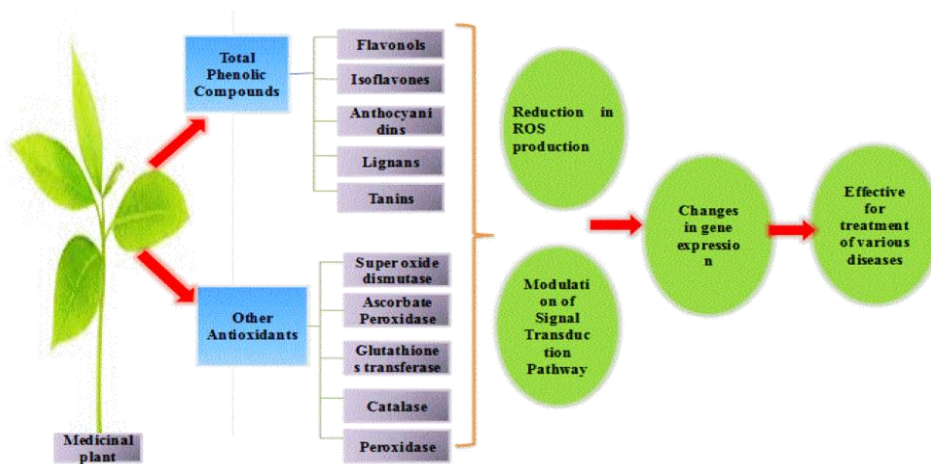 Total
Phenolic
Compounds
Flavonols
Isoflavones
Anthocyani
dins
Lignans
Tanins
Other
Antioxidants
Superoxide
dismutase
Ascorbate
Peroxidase
Glutathione
s transferase
Catalase
Peroxidase
Medicinal
plant
Reduction in
ROS
production
Modulati
on of
Signal
Transduc
tion
Pathway
Changes
in gene
expressio
n
Effective
for
treatment
of various
diseases